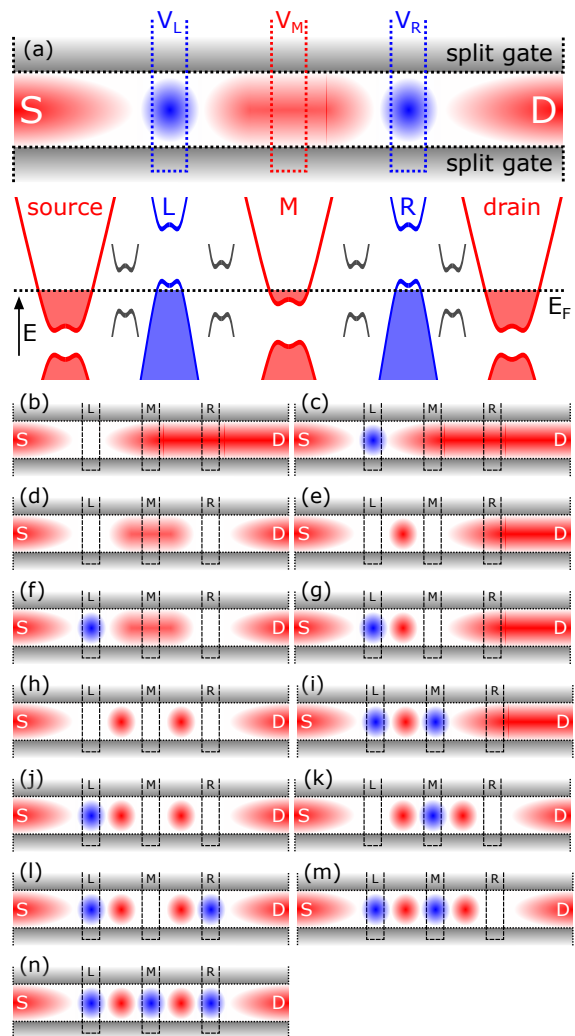 V_L V_M V_R
(a) split gate
S D
split gate
source L M R drain
E E_F
(b) L M R (c) L M R
S D S D
(d) L M R (e) L M R
S D S D
(f) L M R (g) L M R
S D S D
(h) L M R (i) L M R
S D S D
(j) L M R (k) L M R
S D S D
(l) L M R (m) L M R
S D S D
(n) L M R
S D